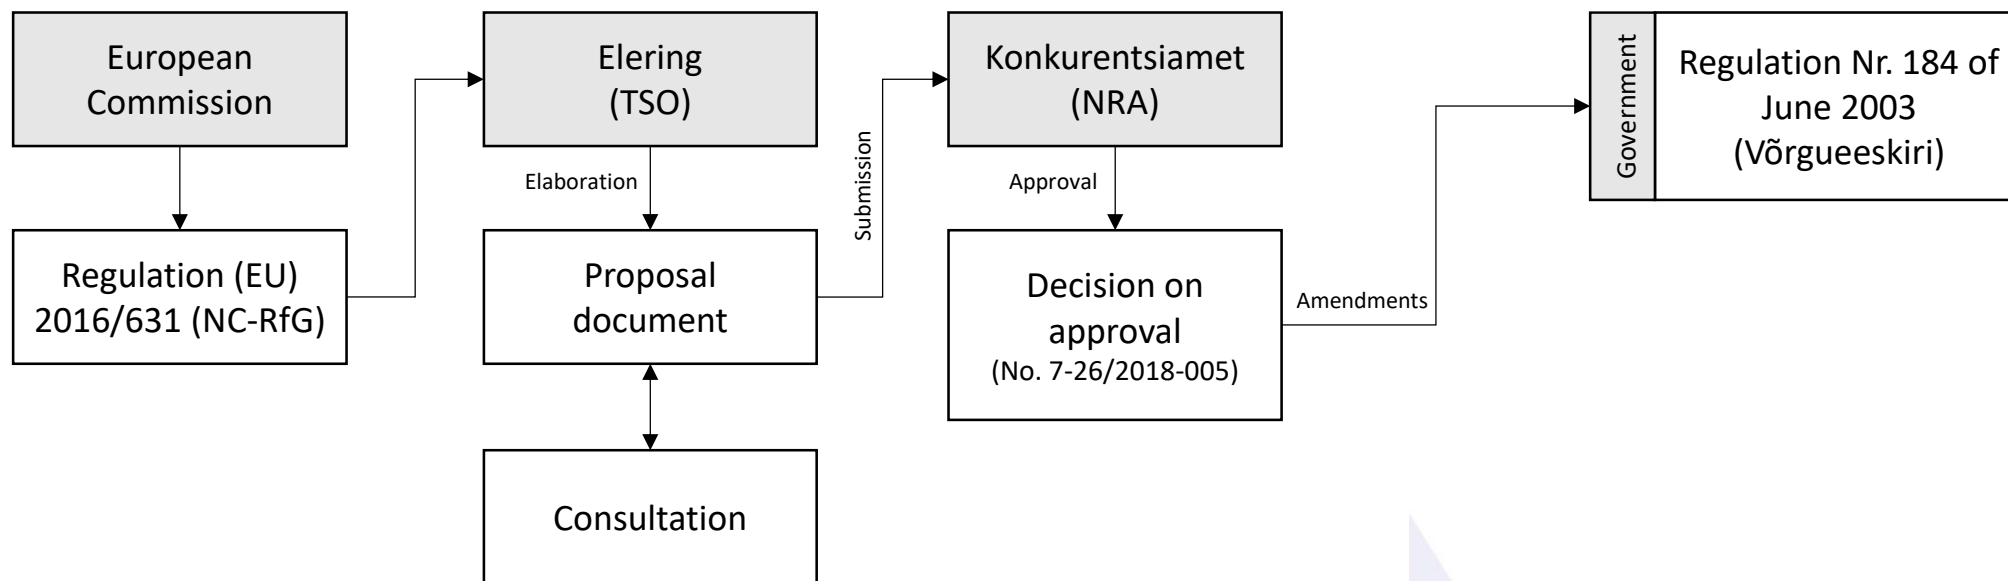 European
Commission
Regulation (EU)
2016/631 (NC-RfG)
Elering
(TSO)
Elaboration
Proposal
document
Consultation
Submission
Konkurentsiamet
(NRA)
Approval
Decision on
approval
(No. 7-26/2018-005)
Amendments
Government
Regulation Nr. 184 of
June 2003
(Võrgueeskiri)